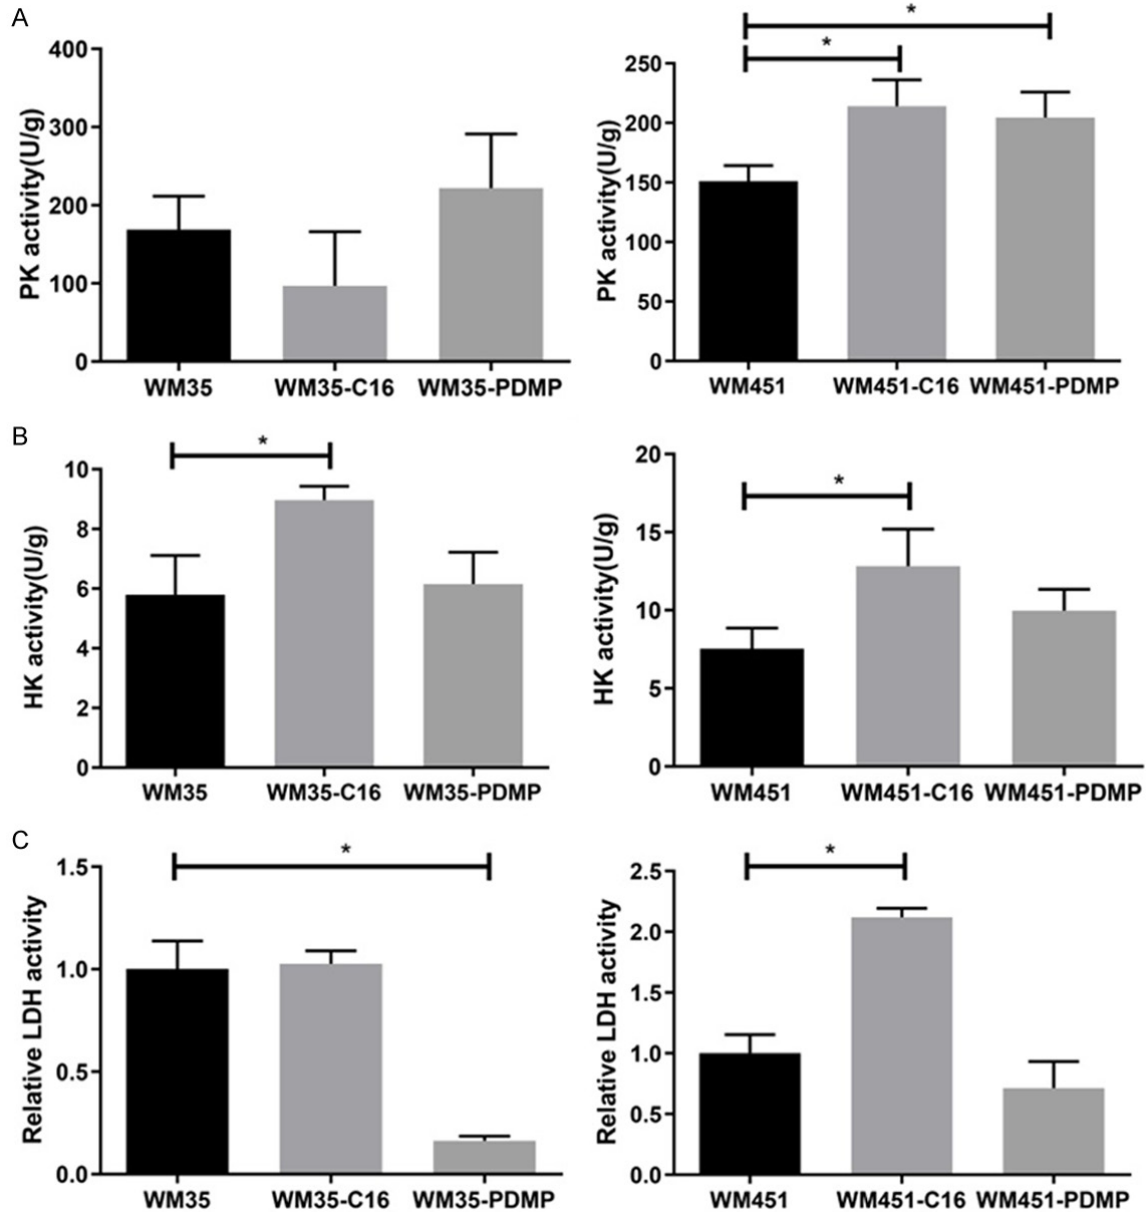 A
PK activity(U/g)
400
300
200
100
0
WM35 WM35-C16 WM35-PDMP
* 
*
PK activity(U/g)
250
200
150
100
50
0
WM451 WM451-C16 WM451-PDMP
B
*
HK activity(U/g)
10
8
6
4
2
0
WM35 WM35-C16 WM35-PDMP
*
HK activity(U/g)
20
15
10
5
0
WM451 WM451-C16 WM451-PDMP
C
*
Relative LDH activity
1.5
1.0
0.5
0.0
WM35 WM35-C16 WM35-PDMP
*
Relative LDH activity
2.5
2.0
1.5
1.0
0.5
0.0
WM451 WM451-C16 WM451-PDMP